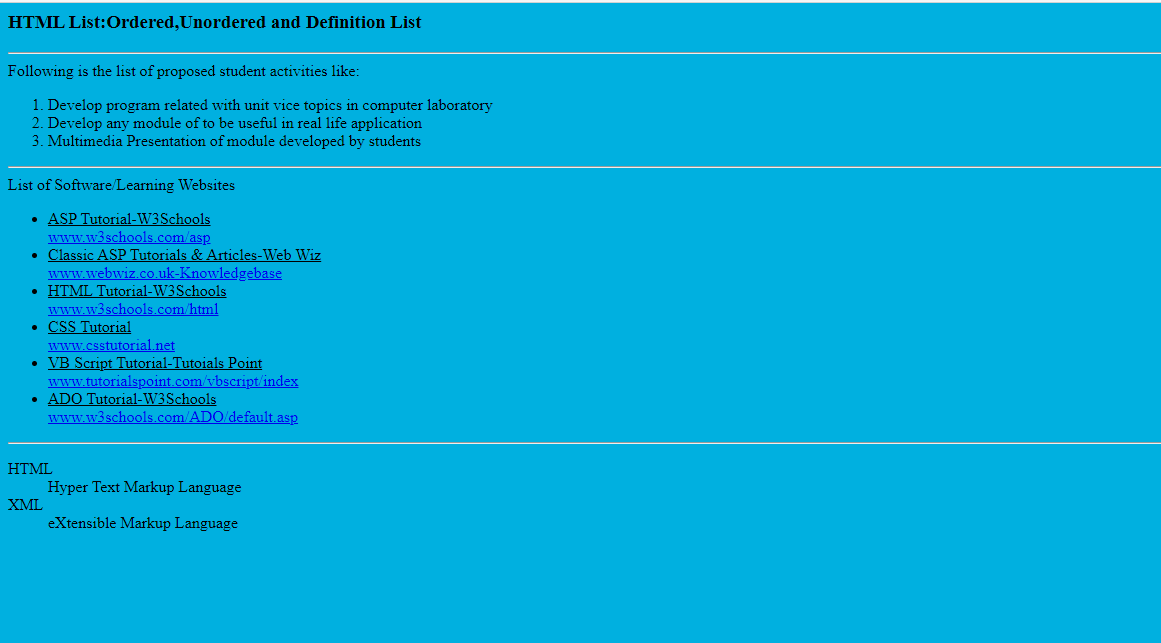 HTML List:Ordered,Unordered and Definition List
Following is the list of proposed student activities like:
1. Develop program related with unit vice topics in computer laboratory
2. Develop any module of to be useful in real life application
3. Multimedia Presentation of module developed by students
List of Software/Learning Websites
• ASP Tutorial-W3Schools
www.w3schools.com/asp
• Classic ASP Tutorials & Articles-Web Wiz
www.webwiz.co.uk-Knowledgebase
• HTML Tutorial-W3Schools
www.w3schools.com/html
• CSS Tutorial
www.csstutorial.net
• VB Script Tutorial-Tutoials Point
www.tutorialspoint.com/vbscript/index
• ADO Tutorial-W3Schools
www.w3schools.com/ADO/default.asp
HTML
Hyper Text Markup Language
XML
eXtensible Markup Language